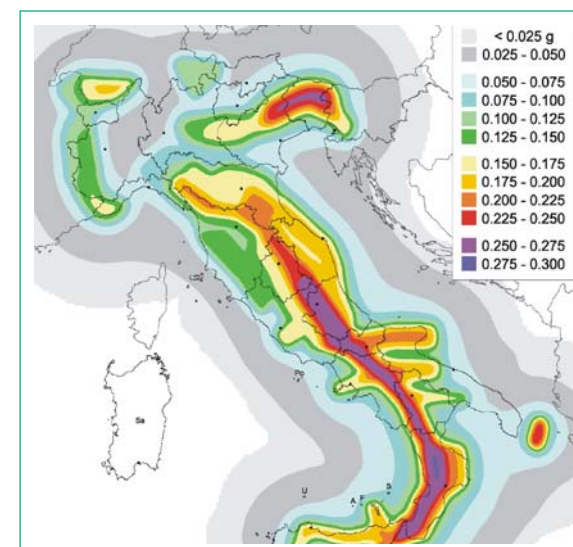 < 0.025 g
0.025 - 0.050
0.050 - 0.075
0.075 - 0.100
0.100 - 0.125
0.125 - 0.150
0.150 - 0.175
0.175 - 0.200
0.200 - 0.225
0.225 - 0.250
0.250 - 0.275
0.275 - 0.300
Po
Sa
U
S
A
F